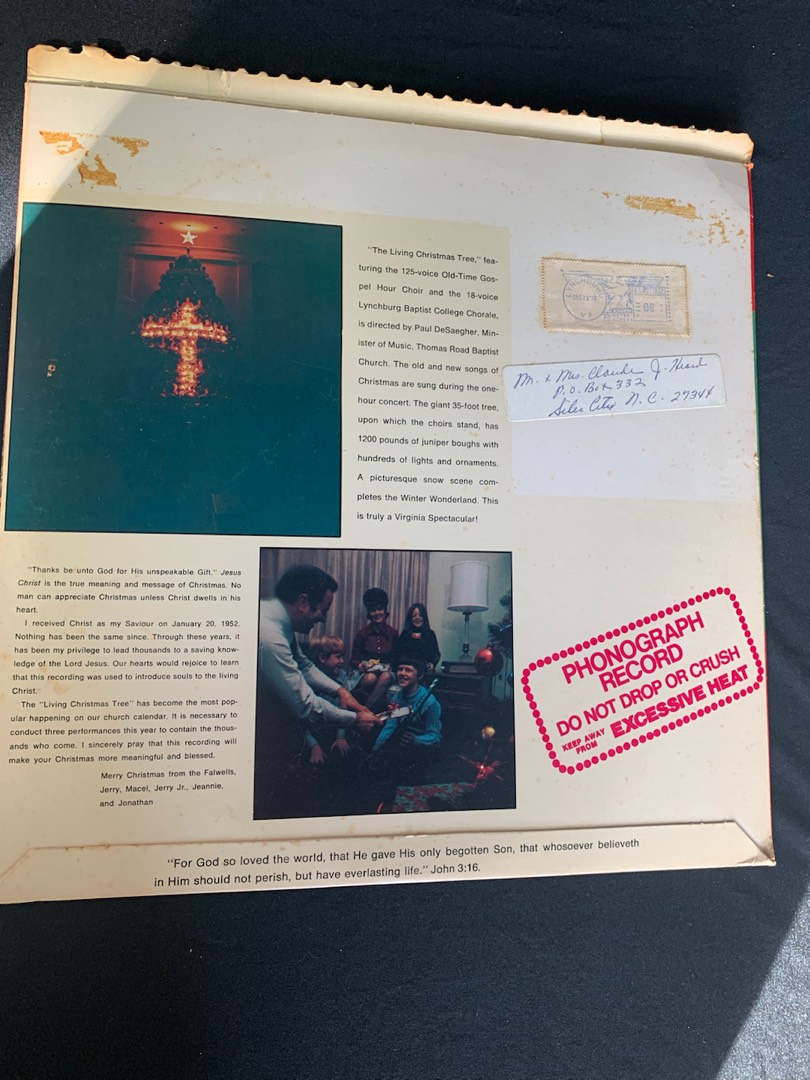 "The Living Christmas Tree," fea-
turing the 125-voice Old-Time Gos-
pel Hour Choir and the 18-voice
Lynchburg Baptist College Chorale,
is directed by Paul DeSaegher, Min-
ister of Music, Thomas Road Baptist
Church. The old and new songs of
Christmas are sung during the one-
hour concert. The giant 35-foot tree,
upon which the choirs stand, has
1200 pounds of juniper boughs with
hundreds of lights and ornaments.
A picturesque snow scene com-
pletes the Winter Wonderland. This
is truly a Virginia Spectacular!
LYNCHBURG
VA
Mr. & Mrs. Claude J. Heard
P.O. Box 332
Siler City N.C. 27344
"Thanks be unto God for His unspeakable Gift." Jesus
Christ is the true meaning and message of Christmas. No
man can appreciate Christmas unless Christ dwells in his
heart.
I received Christ as my Saviour on January 20, 1952.
Nothing has been the same since. Through these years, it
has been my privilege to lead thousands to a saving know-
ledge of the Lord Jesus. Our hearts would rejoice to learn
that this recording was used to introduce souls to the living
Christ.
The "Living Christmas Tree" has become the most pop-
ular happening on our church calendar. It is necessary to
conduct three performances this year to contain the thous-
ands who come. I sincerely pray that this recording will
make your Christmas more meaningful and blessed.
Merry Christmas from the Falwells,
Jerry, Macel, Jerry Jr., Jeannie,
and Jonathan
PHONOGRAPH
RECORD
DO NOT DROP OR CRUSH
KEEP AWAY
FROM EXCESSIVE HEAT
"For God so loved the world, that He gave His only begotten Son, that whosoever believeth
in Him should not perish, but have everlasting life." John 3:16.